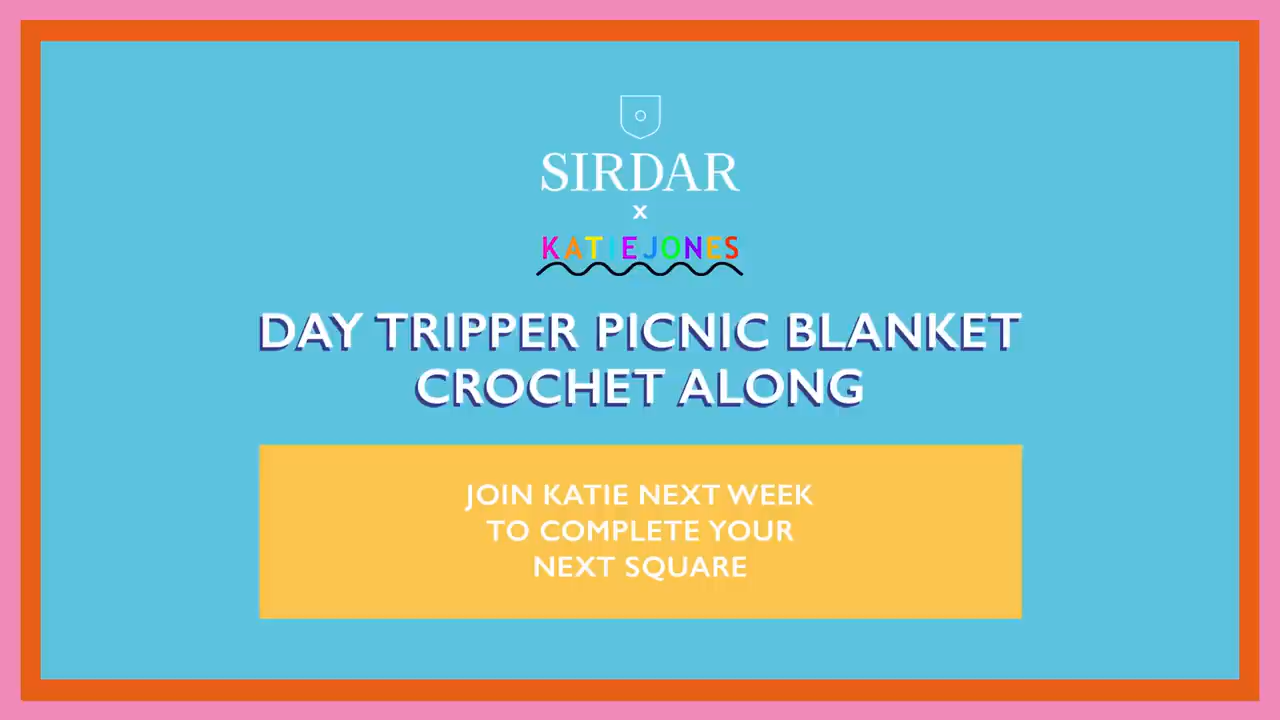 SIRDAR
x
KATIEJONES
DAY TRIPPER PICNIC BLANKET
CROCHET ALONG
JOIN KATIE NEXT WEEK
TO COMPLETE YOUR
NEXT SQUARE